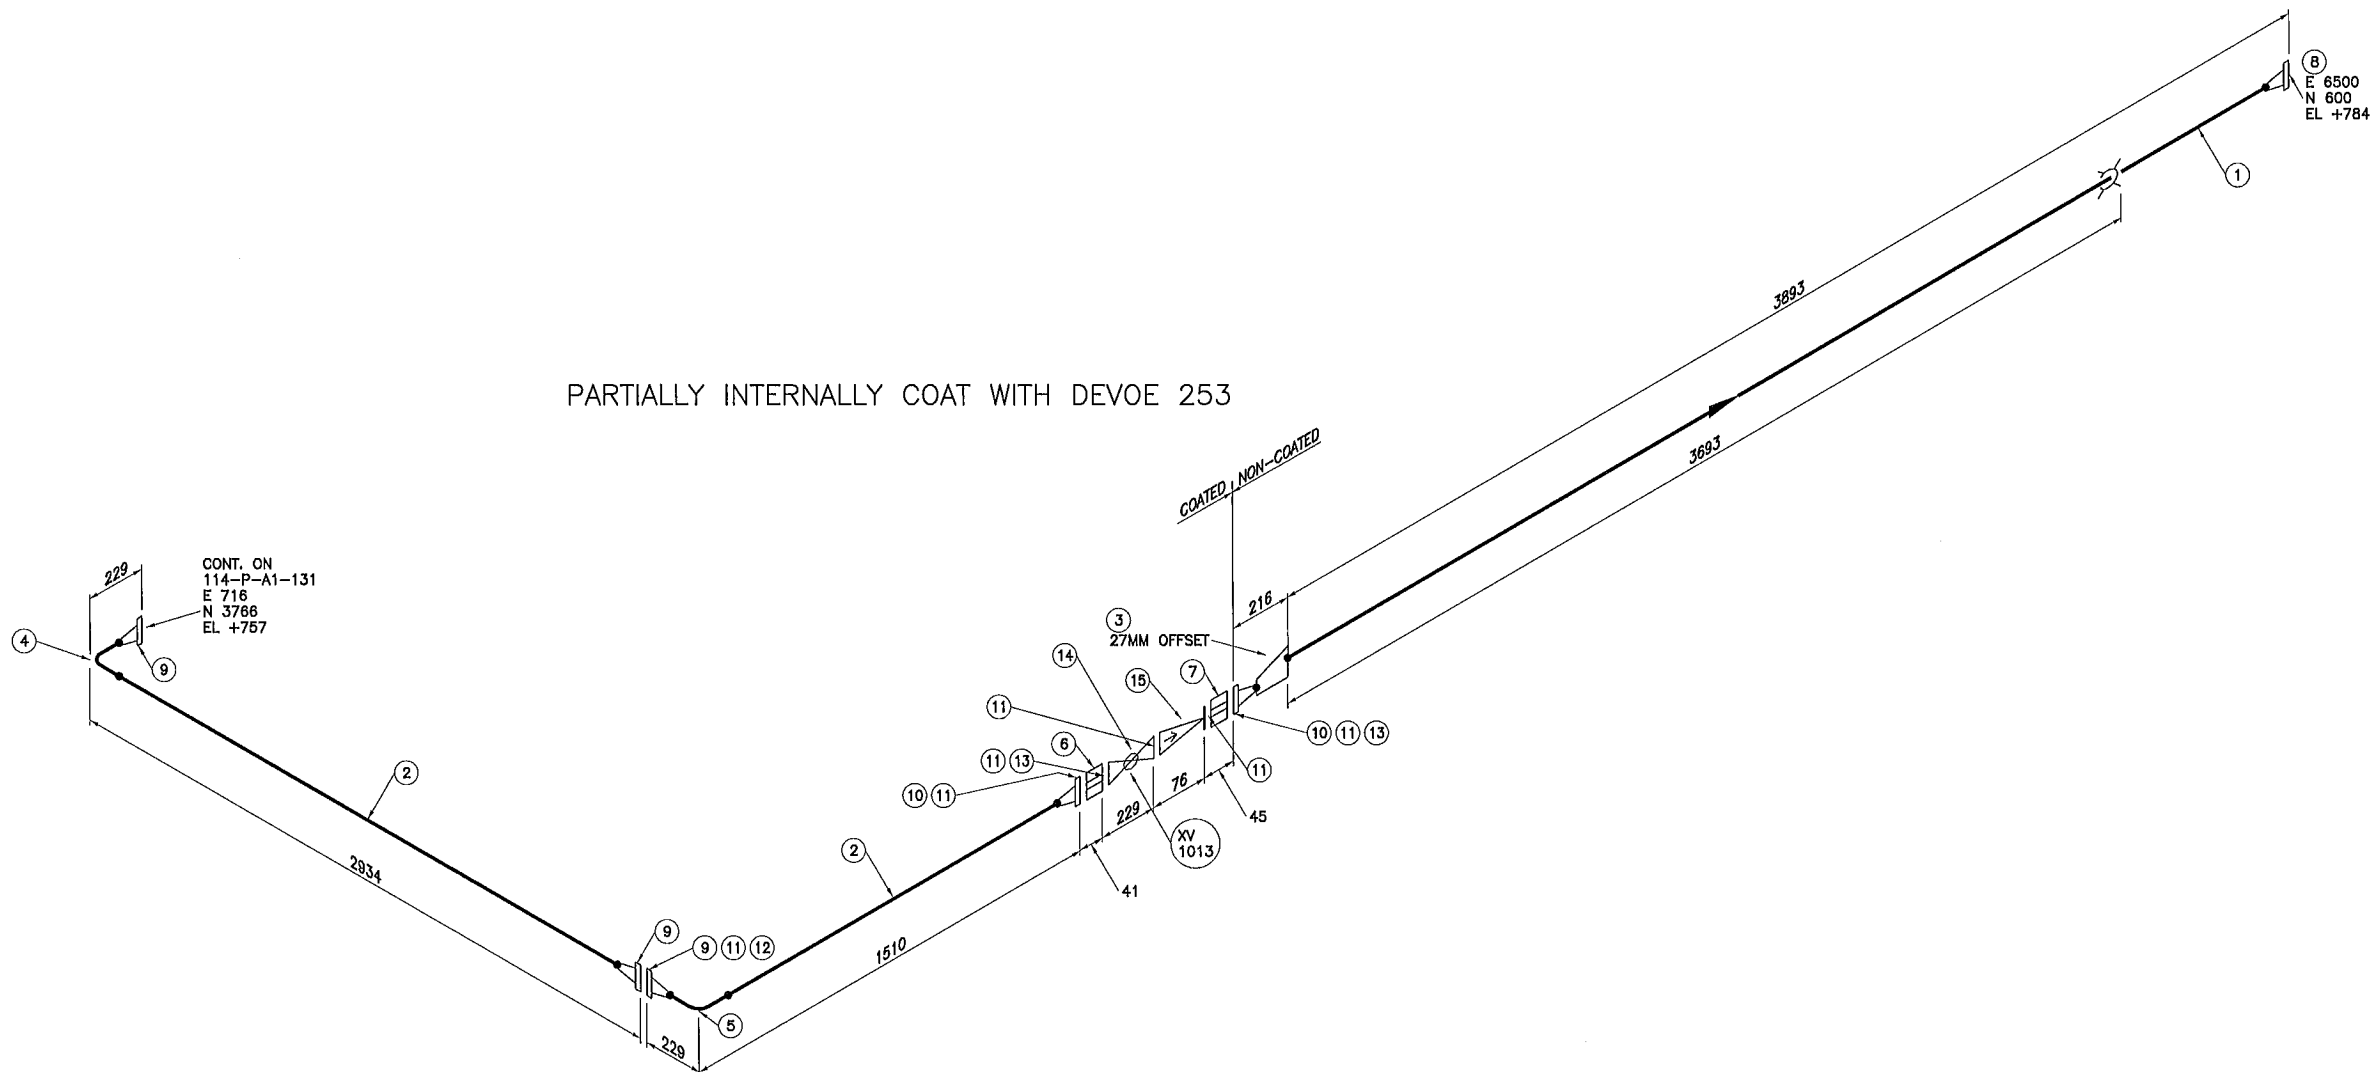 8
E 6500
N 600
EL +784
1
3893
3693
PARTIALLY INTERNALLY COAT WITH DEVOE 253
COATED
NON-COATED
229
CONT. ON
114-P-A1-131
E 716
N 3766
EL +757
4
9
216
3
27MM OFFSET
14
15
7
11
6
11 13
10 11
10 11 13
11
76
229
45
XV
1013
41
2
2
2934
1510
9
9 11 12
5
229